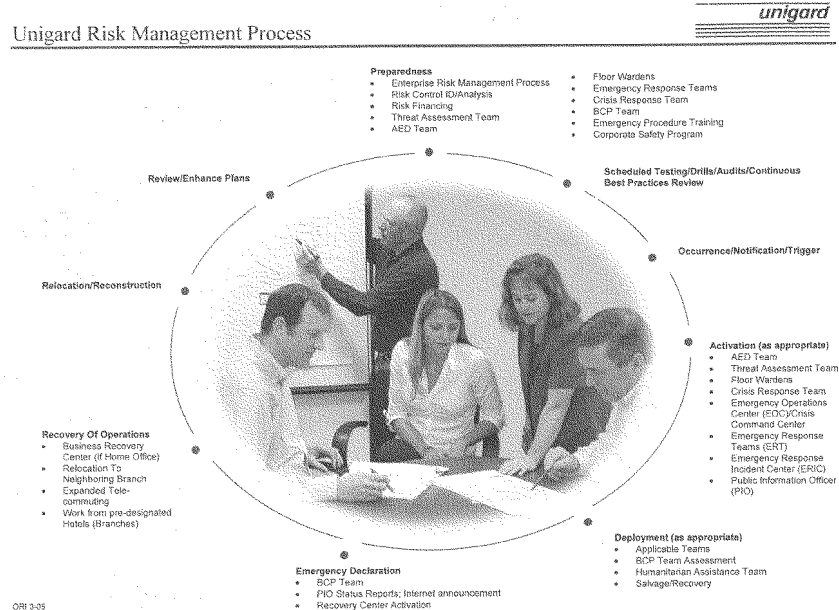 unigard
Unigard Risk Management Process
Preparedness
• Enterprise Risk Management Process
• Risk Control ID/Analysis
• Risk Financing
• Threat Assessment Team
• AED Team
• Floor Wardens
• Emergency Response Teams
• Crisis Response Team
• BCP Team
• Emergency Procedure Training
• Corporate Safety Program
Scheduled Testing/Drills/Audits/Continuous
Best Practices Review
Occurrence/Notification/Trigger
Activation (as appropriate)
• AED Team
• Threat Assessment Team
• Floor Wardens
• Crisis Response Team
• Emergency Operations
Center (EOC)/Crisis
Command Center
• Emergency Response
Teams (ERT)
• Emergency Response
Incident Center (ERIC)
• Public Information Officer
(PIO)
Deployment (as appropriate)
• Applicable Teams
• BCP Team Assessment
• Humanitarian Assistance Team
• Salvage/Recovery
Emergency Declaration
• BCP Team
• PIO Status Reports; Internet announcement
• Recovery Center Activation
Recovery Of Operations
• Business Recovery
Center (if Home Office)
• Relocation To
Neighboring Branch
• Expanded Tele-
commuting
• Work from pre-designated
Hotels (Branches)
Relocation/Reconstruction
Review/Enhance Plans
ORI 3-05